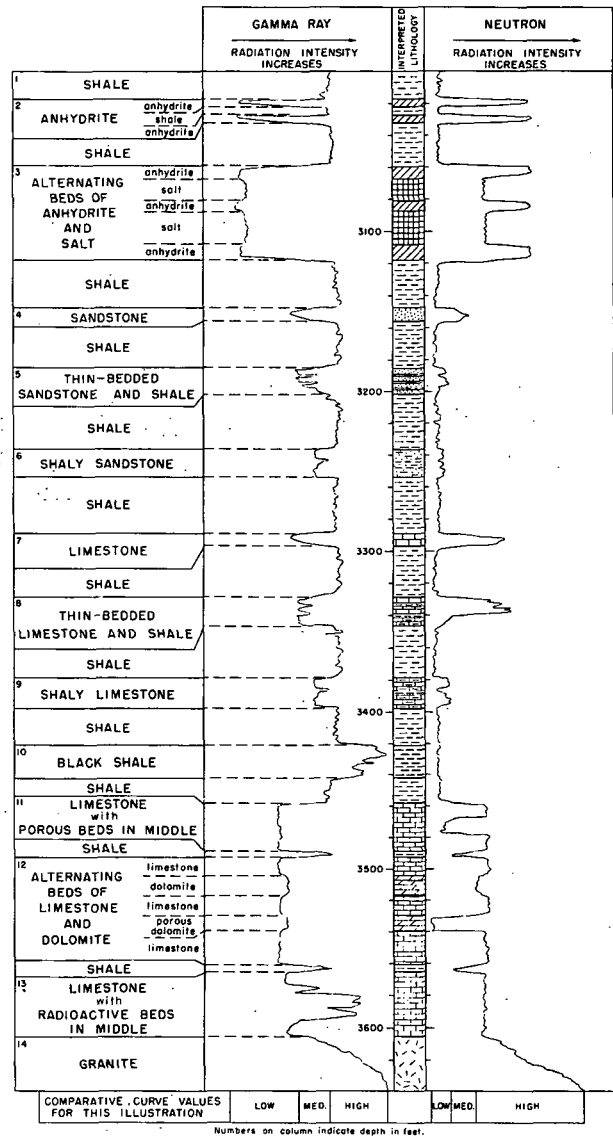 GAMMA RAY
RADIATION INTENSITY
INCREASES
INTERPRETED
LITHOLOGY
NEUTRON
RADIATION INTENSITY
INCREASES
1
SHALE
2
ANHYDRITE
anhydrite
shale
anhydrite
SHALE
3
ALTERNATING
BEDS OF
ANHYDRITE
AND
SALT
anhydrite
salt
anhydrite
salt
anhydrite
3100
SHALE
4
SANDSTONE
SHALE
5
THIN-BEDDED
SANDSTONE AND SHALE
3200
SHALE
6
SHALY SANDSTONE
SHALE
7
LIMESTONE
3300
SHALE
8
THIN-BEDDED
LIMESTONE AND SHALE
SHALE
9
SHALY LIMESTONE
3400
SHALE
10
BLACK SHALE
SHALE
11
LIMESTONE
with
POROUS BEDS IN MIDDLE
SHALE
12
ALTERNATING
BEDS OF
LIMESTONE
AND
DOLOMITE
limestone
dolomite
limestone
porous
dolomite
limestone
3500
SHALE
13
LIMESTONE
with
RADIOACTIVE BEDS
IN MIDDLE
3600
14
GRANITE
COMPARATIVE CURVE VALUES
FOR THIS ILLUSTRATION
LOW
MED.
HIGH
LOW
MED.
HIGH
Numbers on column indicate depth in feet.